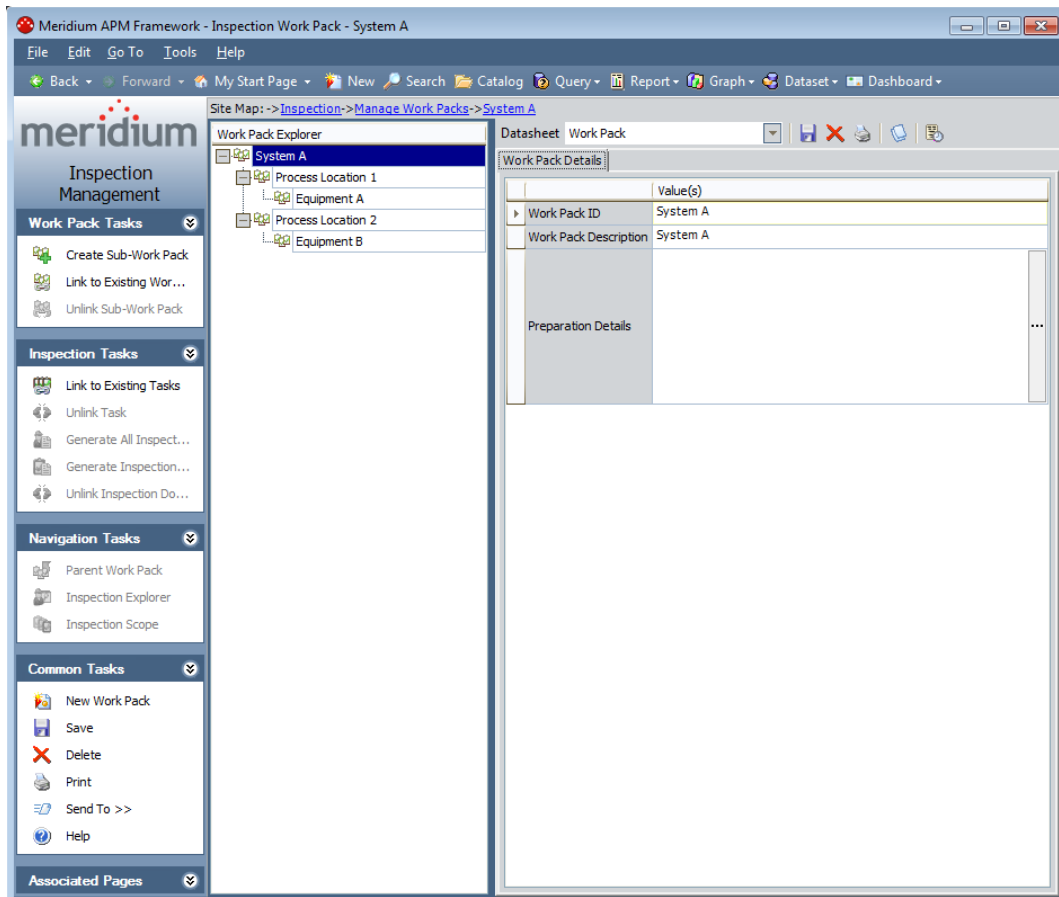 Meridium APM Framework - Inspection Work Pack - System A
File Edit Go To Tools Help
Back Forward My Start Page New Search Catalog Query Report Graph Dataset Dashboard
meridium
Inspection
Management
Work Pack Tasks
Create Sub-Work Pack
Link to Existing Wor...
Unlink Sub-Work Pack
Inspection Tasks
Link to Existing Tasks
Unlink Task
Generate All Inspect...
Generate Inspection...
Unlink Inspection Do...
Navigation Tasks
Parent Work Pack
Inspection Explorer
Inspection Scope
Common Tasks
New Work Pack
Save
Delete
Print
Send To >>
Help
Associated Pages
Site Map: ->Inspection->Manage Work Packs->System A
Work Pack Explorer
System A
Process Location 1
Equipment A
Process Location 2
Equipment B
Datasheet Work Pack
Work Pack Details
Value(s)
Work Pack ID System A
Work Pack Description System A
Preparation Details ...